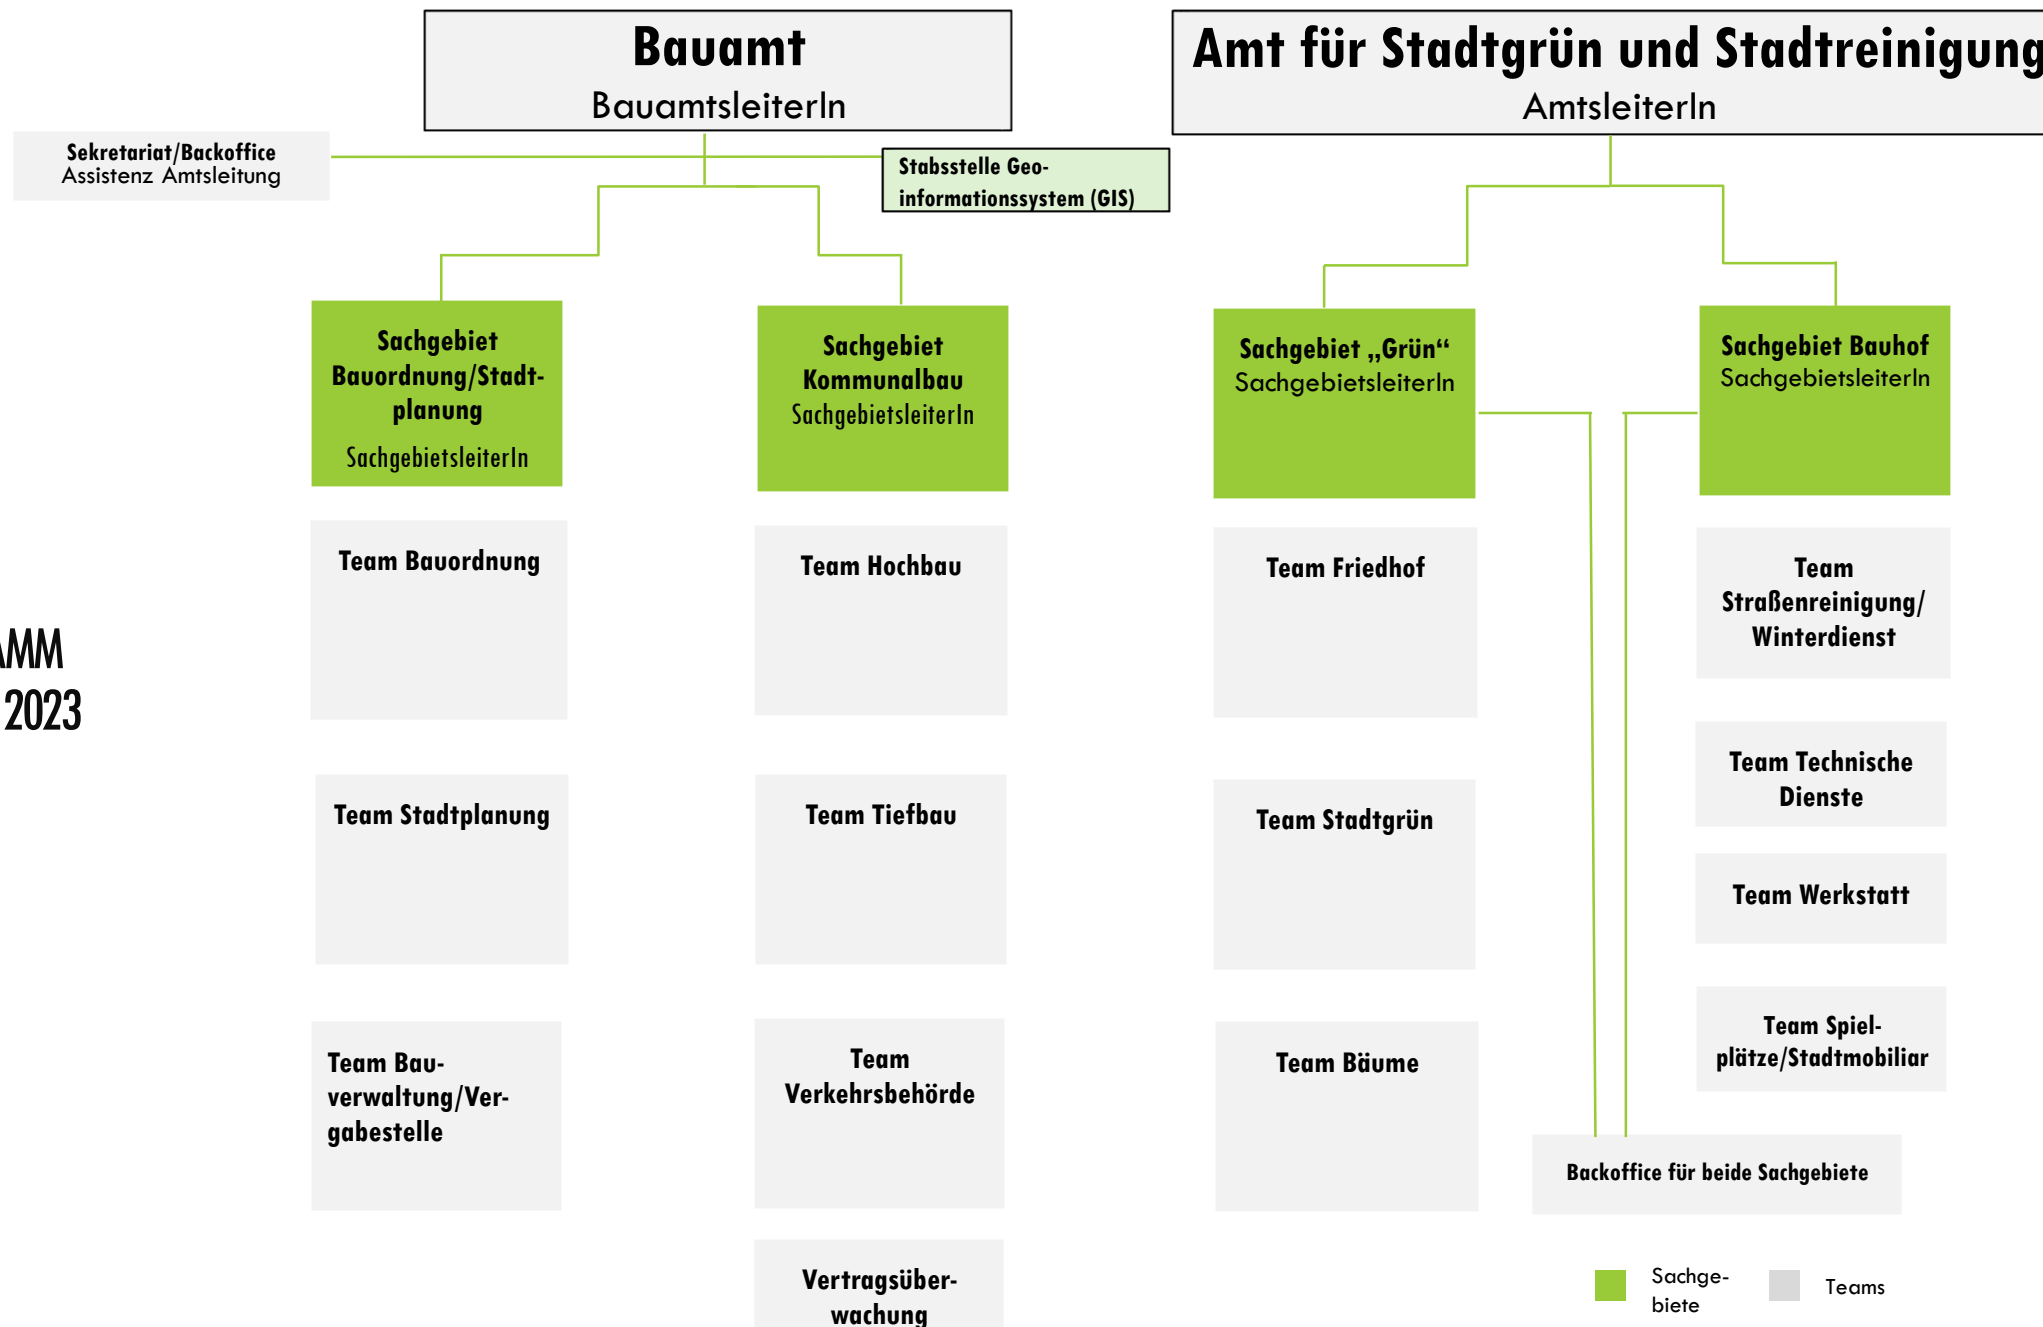 Bauamt
BauamtsleiterIn
Amt für Stadtgrün und Stadtreinigung
AmtsleiterIn
Sekretariat/Backoffice
Assistenz Amtsleitung
Stabsstelle Geo-
informationssystem (GIS)
Sachgebiet
Bauordnung/Stadt-
planung
SachgebietsleiterIn
Sachgebiet
Kommunalbau
SachgebietsleiterIn
Sachgebiet „Grün“
SachgebietsleiterIn
Sachgebiet Bauhof
SachgebietsleiterIn
Team Bauordnung
Team Hochbau
Team Friedhof
Team
Straßenreinigung/
Winterdienst
AMM
2023
Team Technische
Dienste
Team Stadtplanung
Team Tiefbau
Team Stadtgrün
Team Werkstatt
Team Spiel-
plätze/Stadtmobiliar
Team Bau-
verwaltung/Ver-
gabestelle
Team
Verkehrsbehörde
Team Bäume
Backoffice für beide Sachgebiete
Vertragsüber-
wachung
Sachge-
biete
Teams